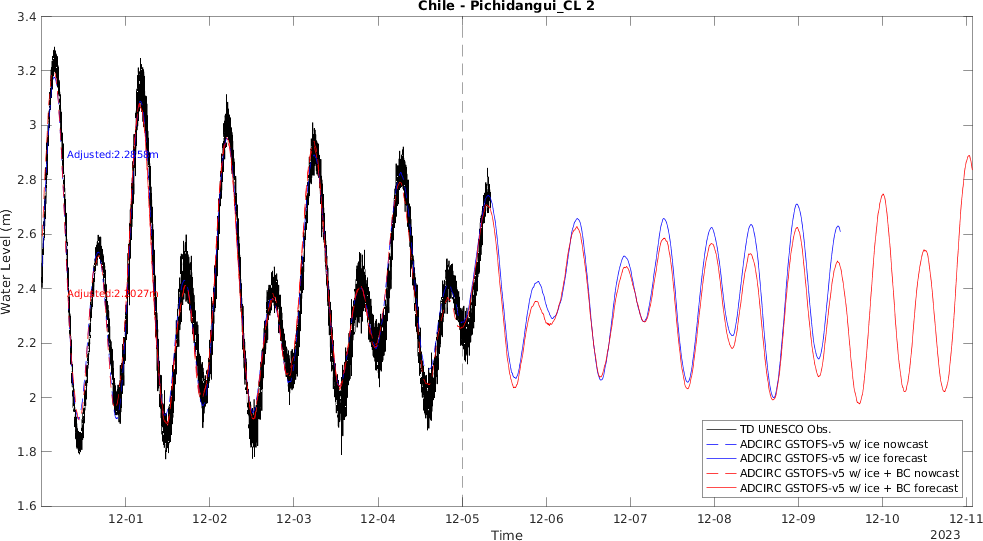 Chile - Pichidangui_CL 2
3.4
3.2
3
2.8
2.6
2.4
2.2
2
1.8
1.6
Water Level (m)
Adjusted:2.2858m
Adjusted:2.2027m
TD UNESCO Obs.
ADCIRC GSTOFS-v5 w/ ice nowcast
ADCIRC GSTOFS-v5 w/ ice forecast
ADCIRC GSTOFS-v5 w/ ice + BC nowcast
ADCIRC GSTOFS-v5 w/ ice + BC forecast
12-01 12-02 12-03 12-04 12-05 12-06 12-07 12-08 12-09 12-10 12-11
Time
2023